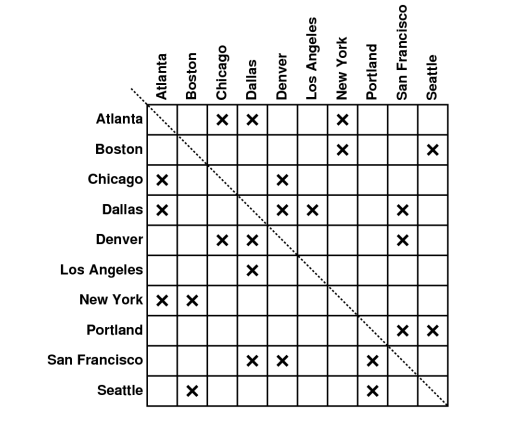 Atlanta
Boston
Chicago
Dallas
Denver
Los Angeles
New York
Portland
San Francisco
Seattle
Atlanta × × ×
Boston × ×
Chicago × ×
Dallas × × × ×
Denver × × ×
Los Angeles ×
New York × ×
Portland × ×
San Francisco × × ×
Seattle × ×